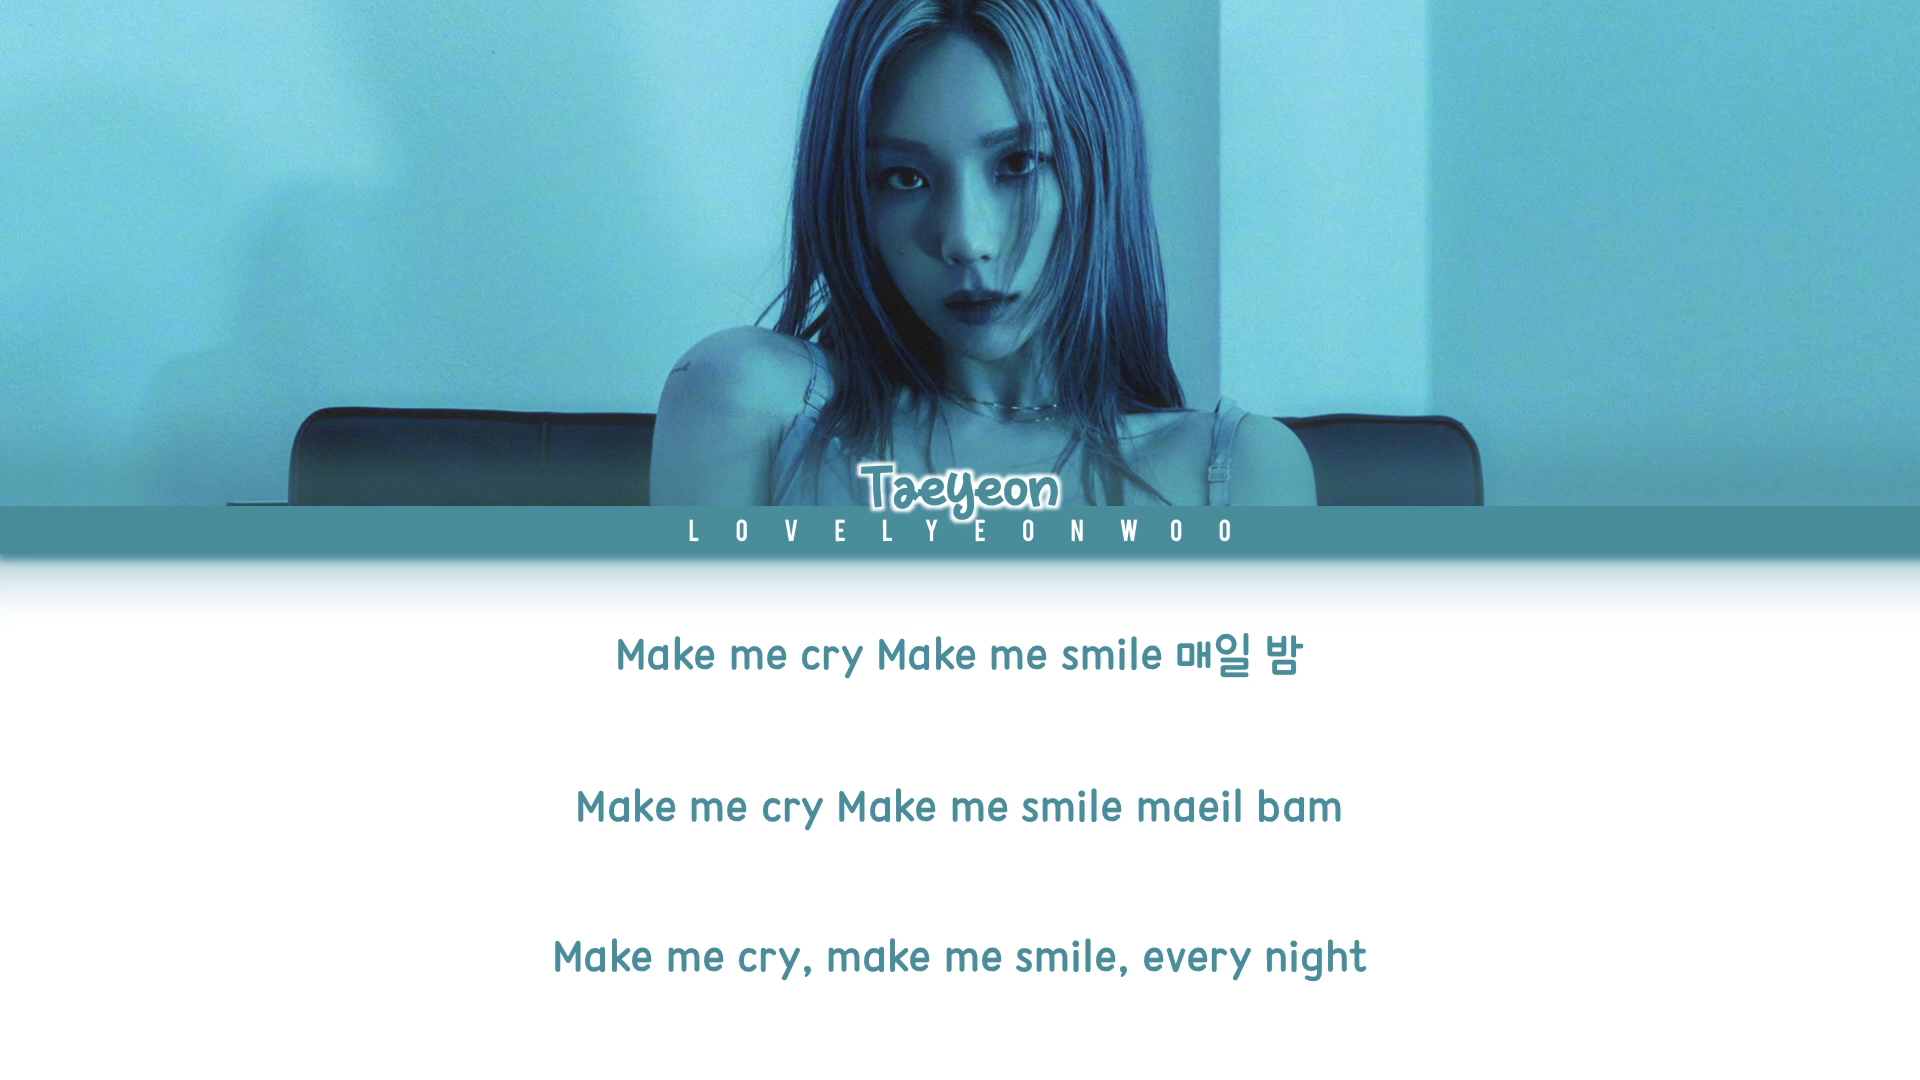 Taeyeon
LOVELYEONWOO
Make me cry Make me smile 매일 밤
Make me cry Make me smile maeil bam
Make me cry, make me smile, every night